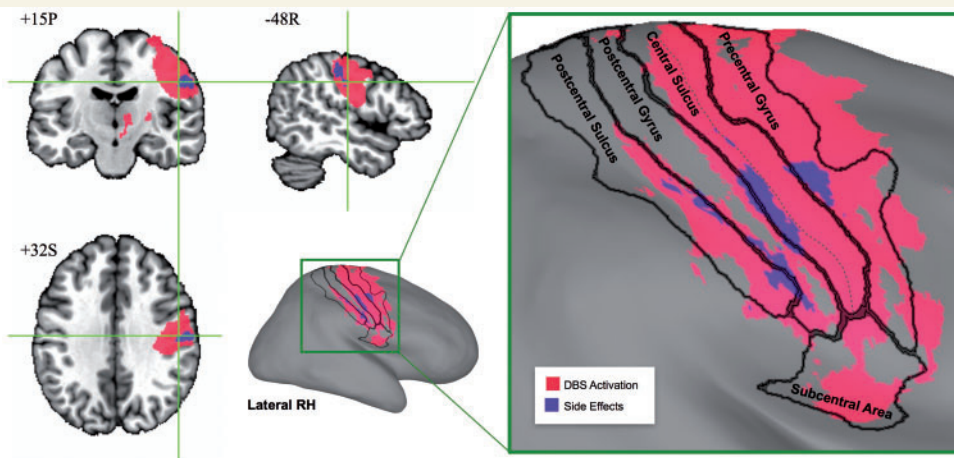 +15P
-48R
+32S
Lateral RH
Postcentral Sulcus
Postcentral Gyrus
Central Sulcus
Precentral Gyrus
Subcentral Area
DBS Activation
Side Effects